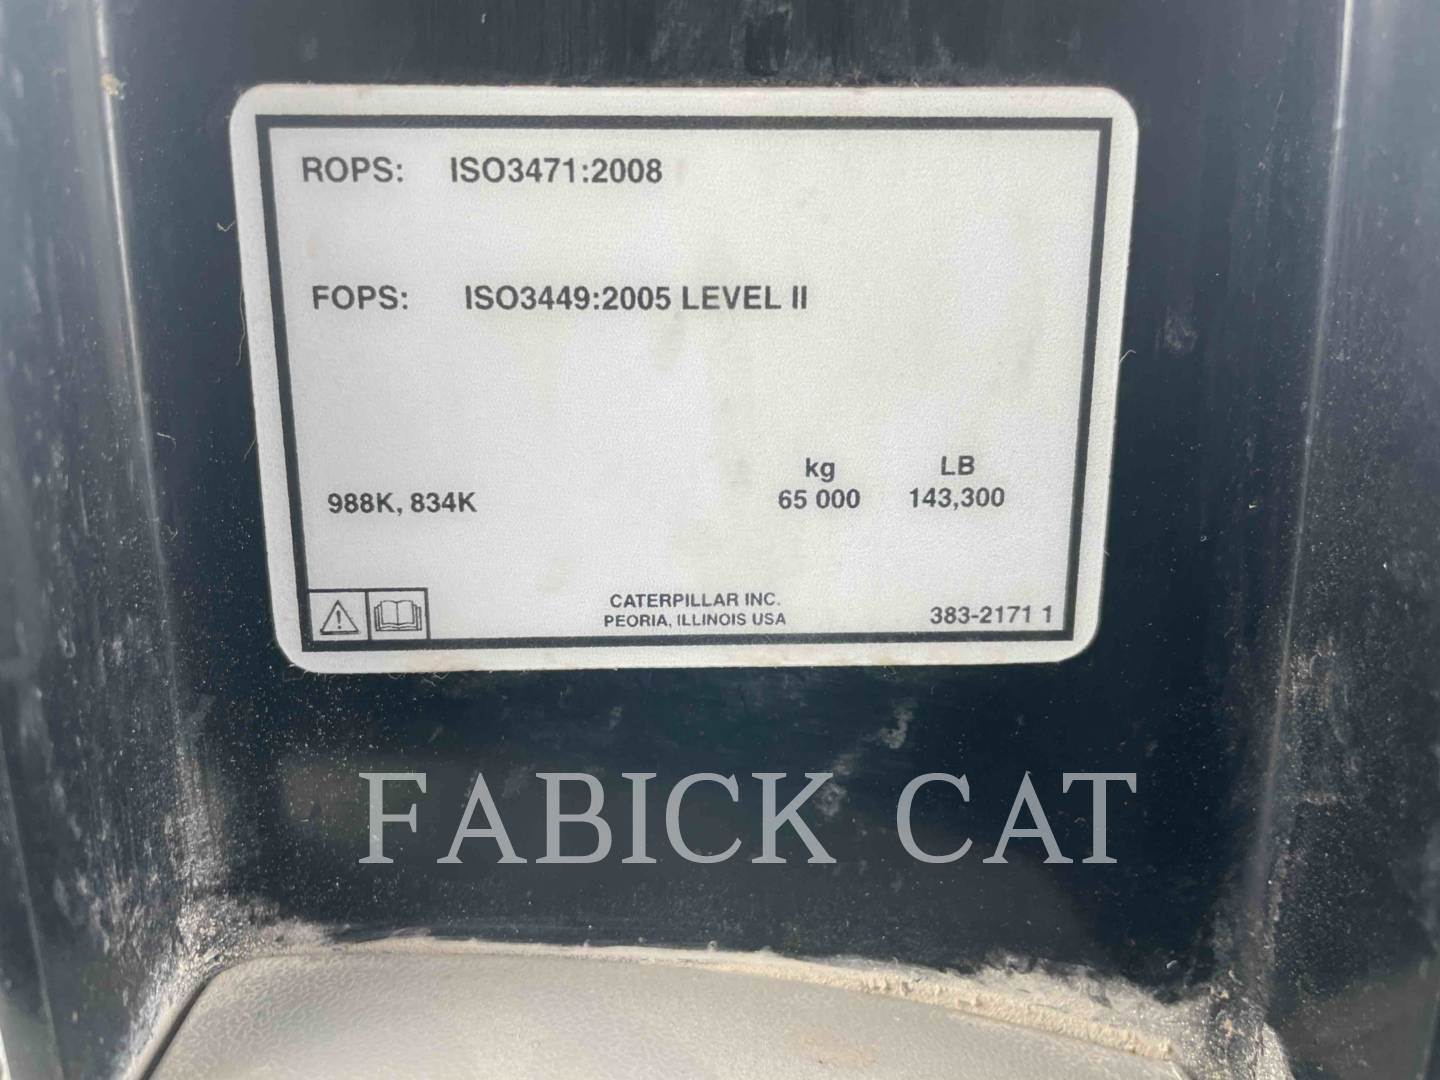 ROPS: ISO3471:2008
FOPS: ISO3449:2005 LEVEL II
kg LB
988K, 834K 65 000 143,300
CATERPILLAR INC.
PEORIA, ILLINOIS USA 383-2171 1
FABICK CAT